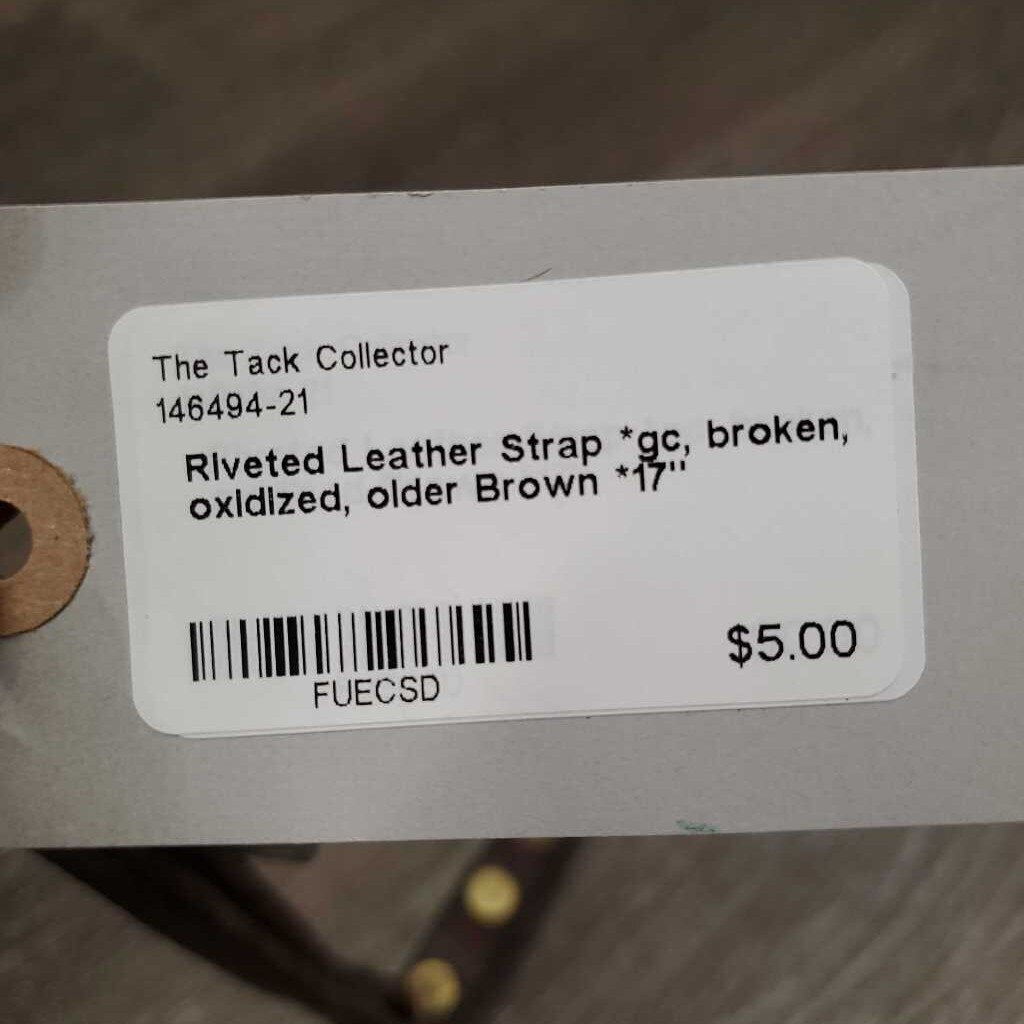 The Tack Collector
146494-21
Riveted Leather Strap *gc, broken,
oxidized, older Brown *17"
FUECSD
$5.00